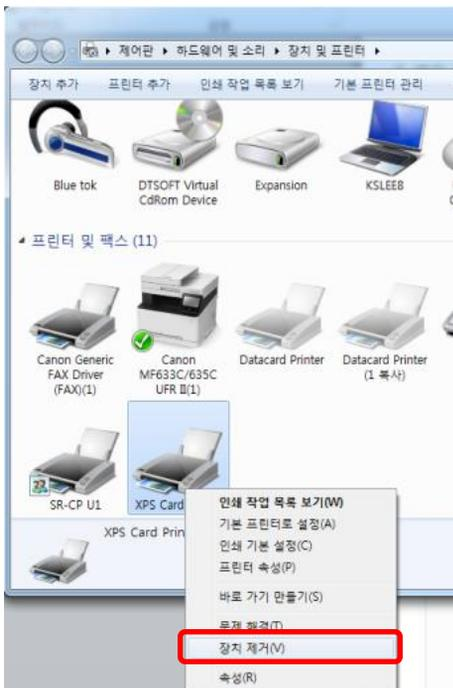 제어판 ▸ 하드웨어 및 소리 ▸ 장치 및 프린터 ▸
장치 추가 프린터 추가 인쇄 작업 목록 보기 기본 프린터 관리
Blue tok
DTSOFT Virtual
CdRom Device
Expansion
KSLEE8
프린터 및 팩스 (11)
Canon Generic
FAX Driver
(FAX)(1)
Canon
MF633C/635C
UFR II(1)
Datacard Printer
Datacard Printer
(1 복사)
SR-CP U1
XPS Card
XPS Card Prin
인쇄 작업 목록 보기(W)
기본 프린터로 설정(A)
인쇄 기본 설정(C)
프린터 속성(P)
바로 가기 만들기(S)
문제 해결(T)
장치 제거(V)
속성(R)